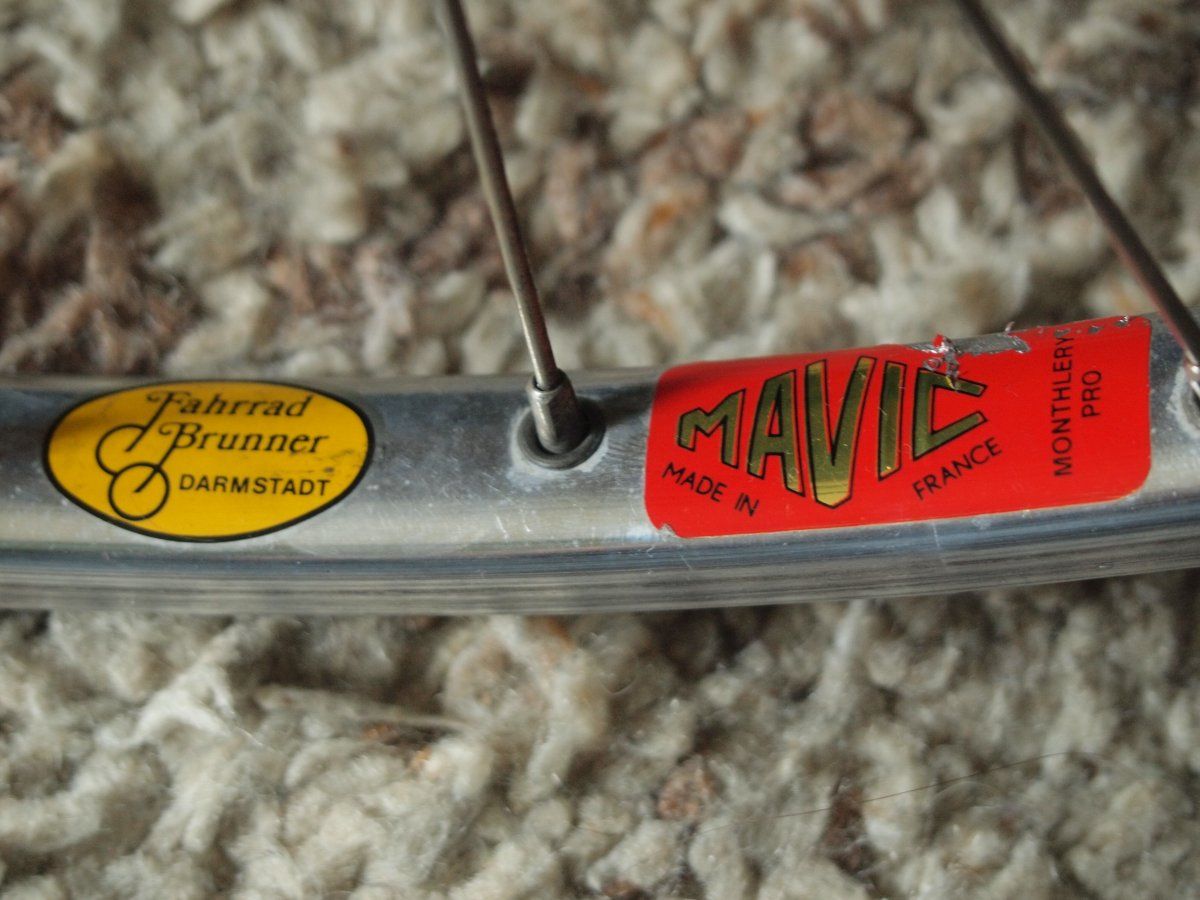 Fahrrad
Brunner
DARMSTADT
MAVIC
MADE IN FRANCE
MONTHLERY
PRO